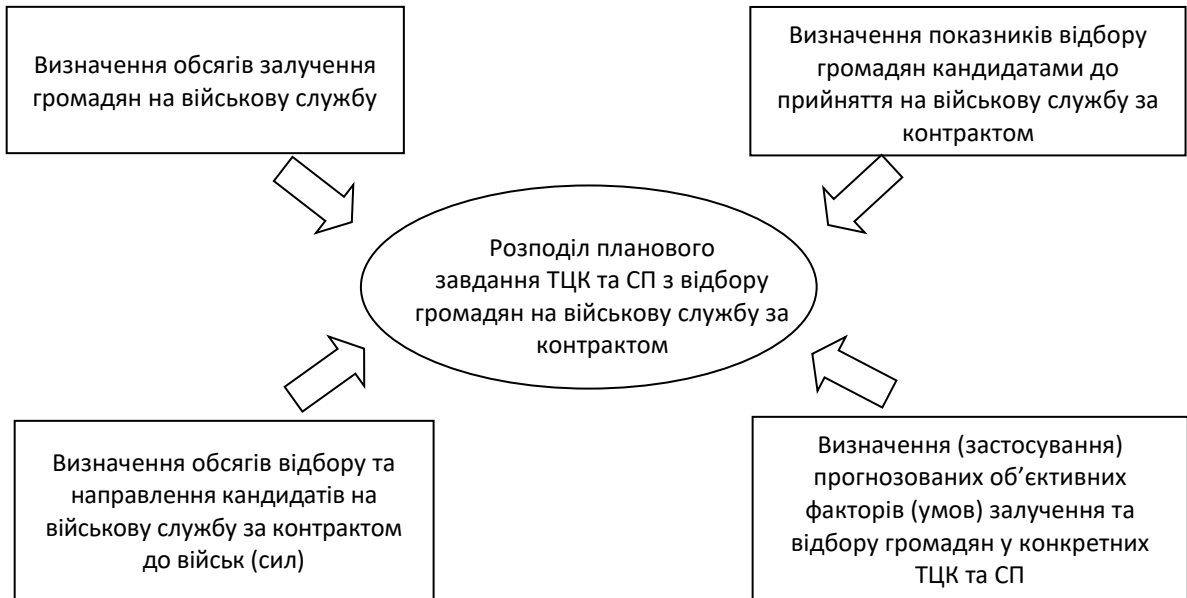 Визначення обсягів залучення
громадян на військову службу
Визначення показників відбору
громадян кандидатами до
прийняття на військову службу за
контрактом
Розподіл планового
завдання ТЦК та СП з відбору
громадян на військову службу за
контрактом
Визначення обсягів відбору та
направлення кандидатів на
військову службу за контрактом
до військ (сил)
Визначення (застосування)
прогнозованих об’єктивних
факторів (умов) залучення та
відбору громадян у конкретних
ТЦК та СП